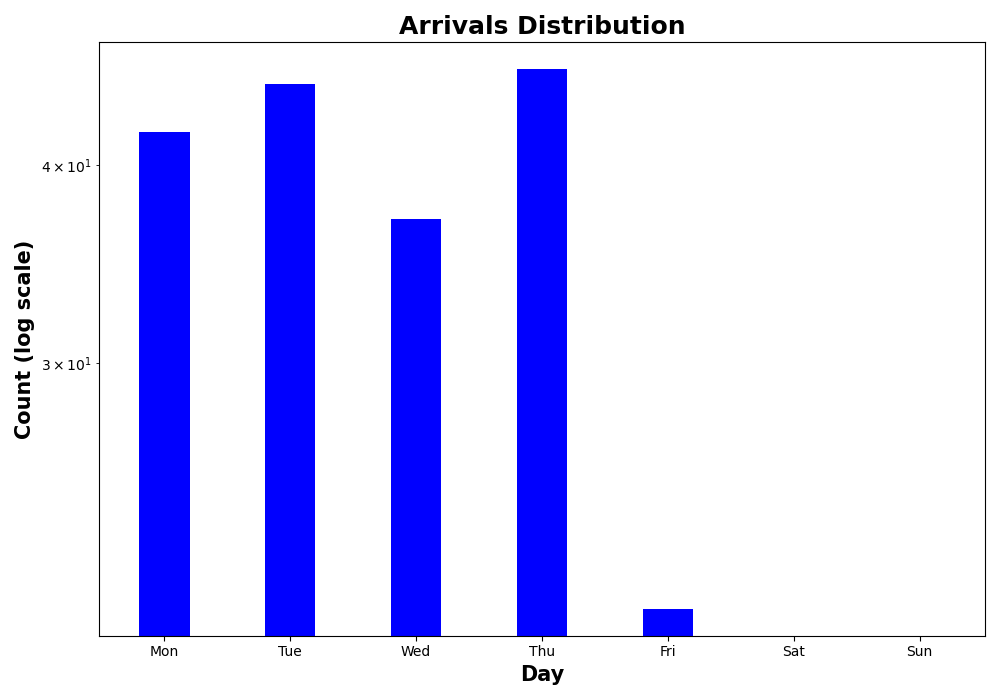 Arrivals Distribution
4 × 10¹
3 × 10¹
Count (log scale)
Mon Tue Wed Thu Fri Sat Sun
Day